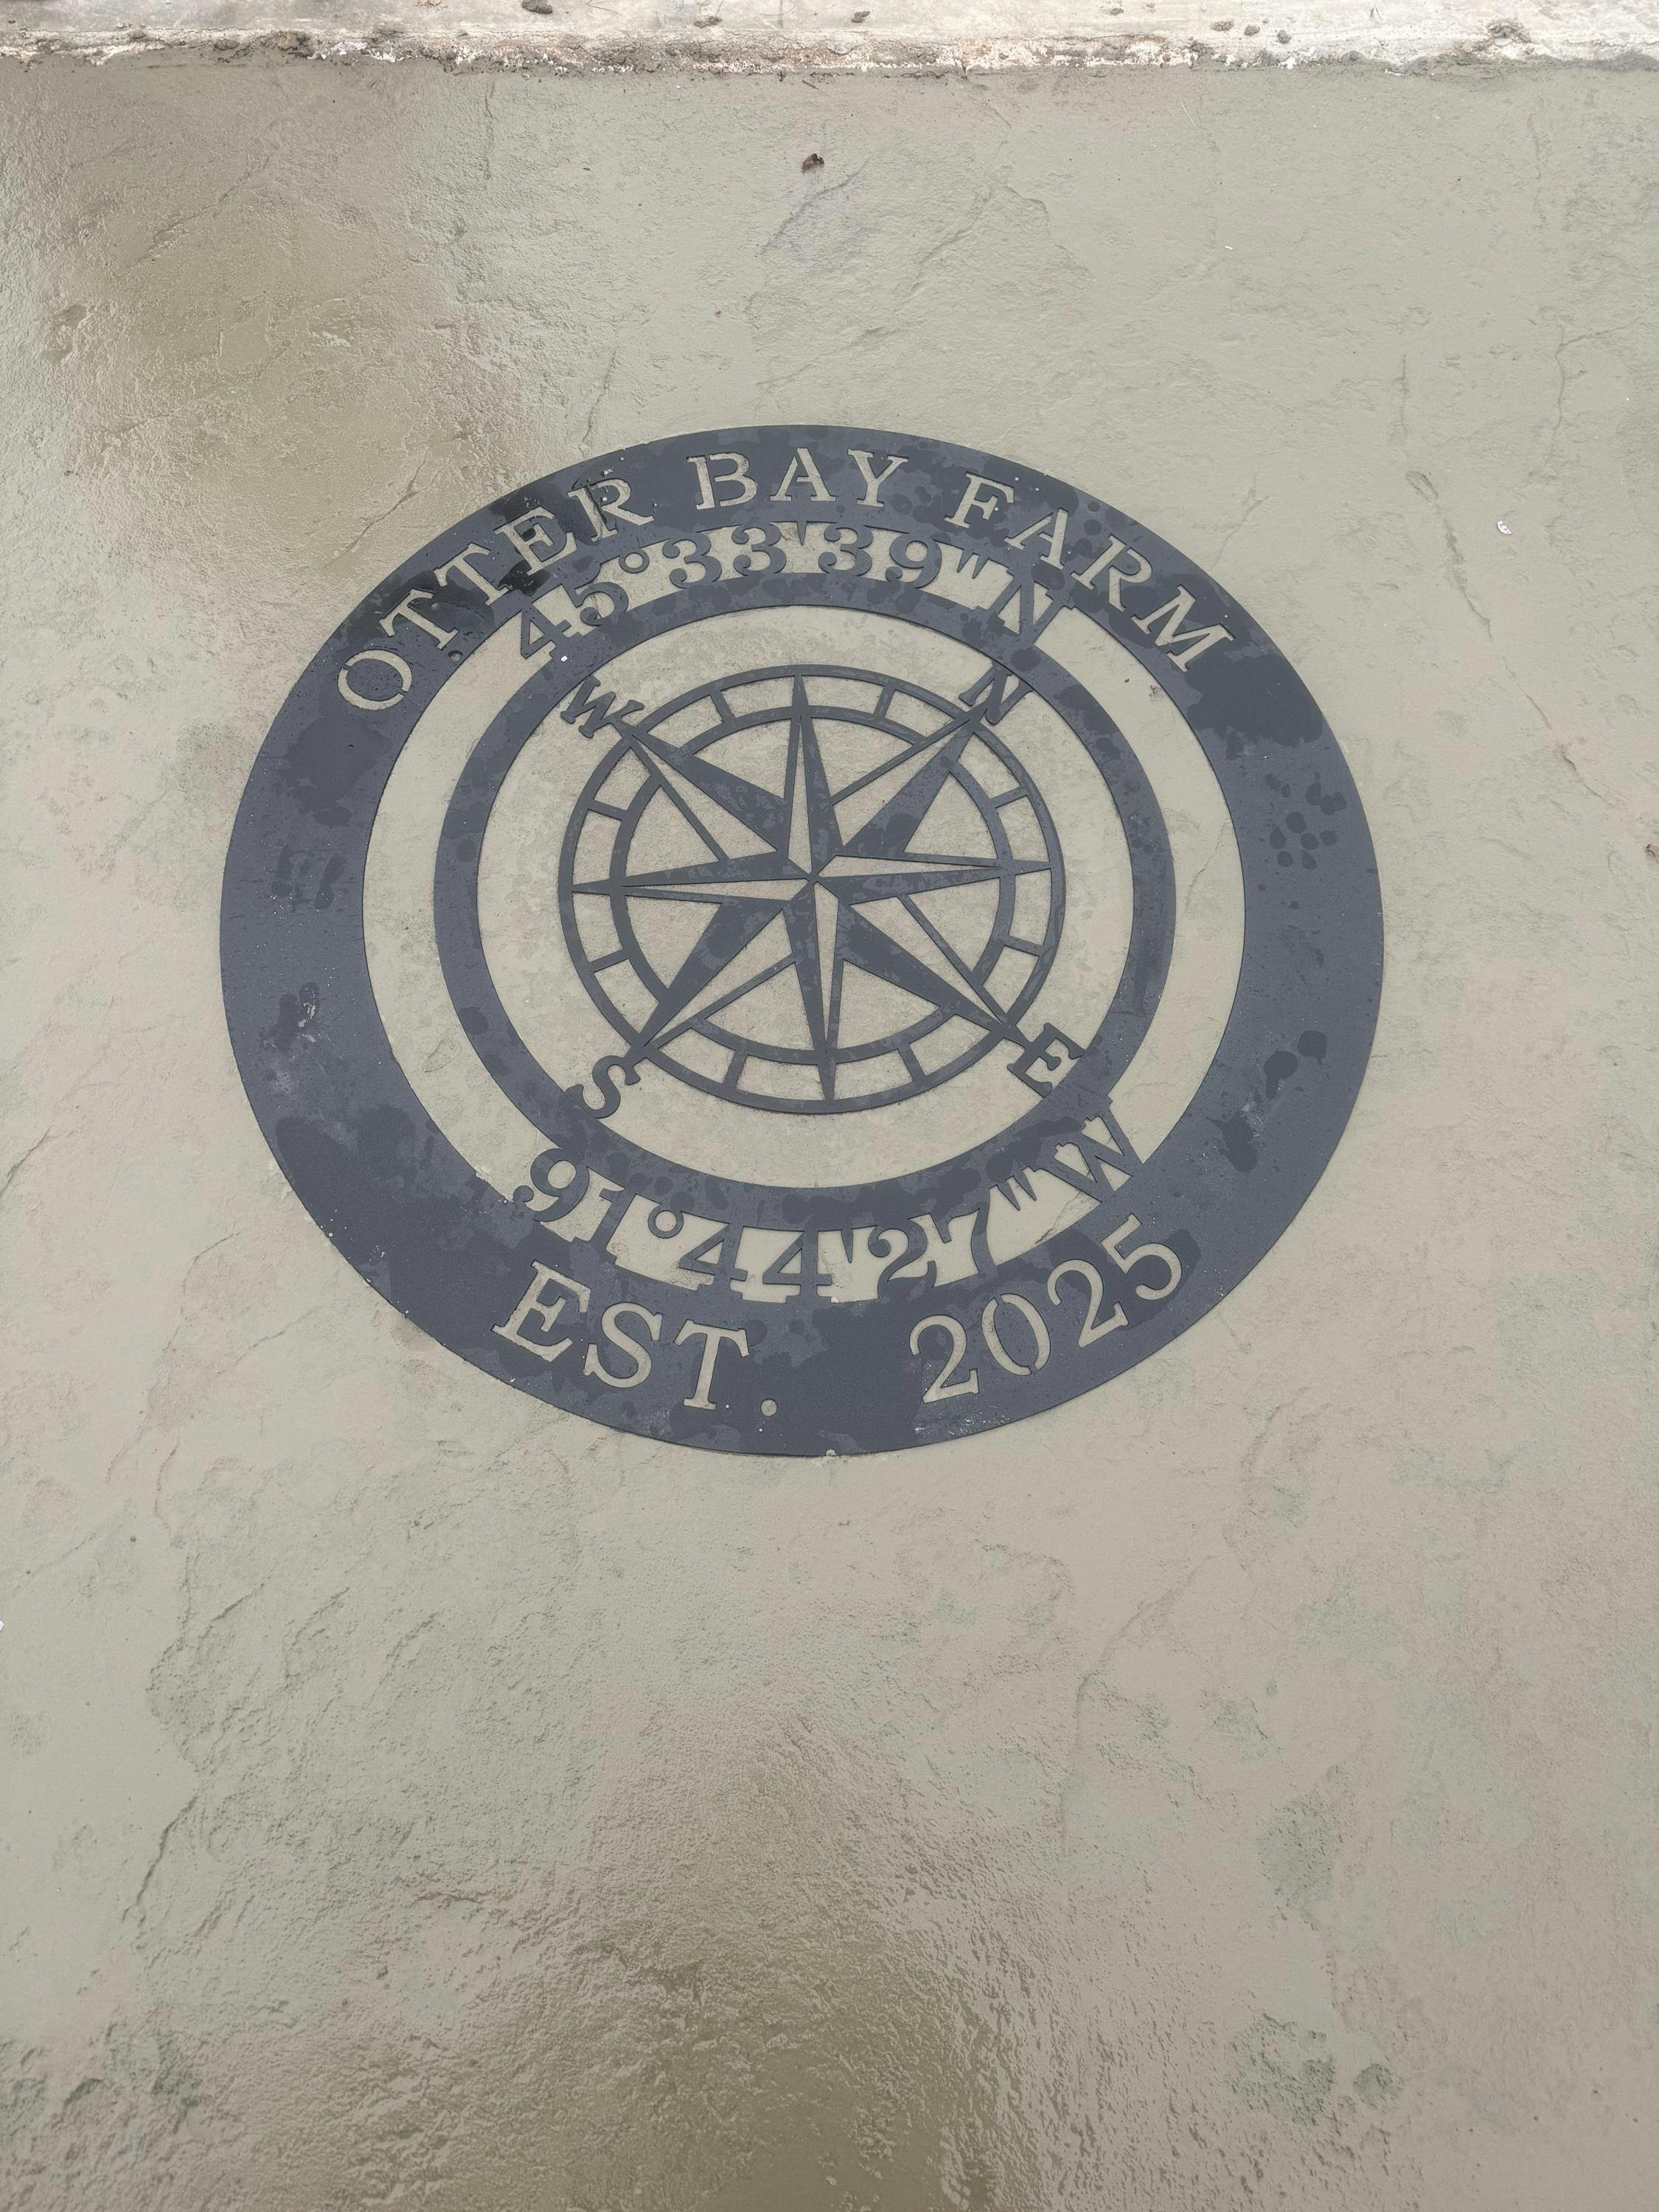 OTTER BAY FARM
45°33'39"N
W
N
S
E
91°44'27"W
EST. 2025